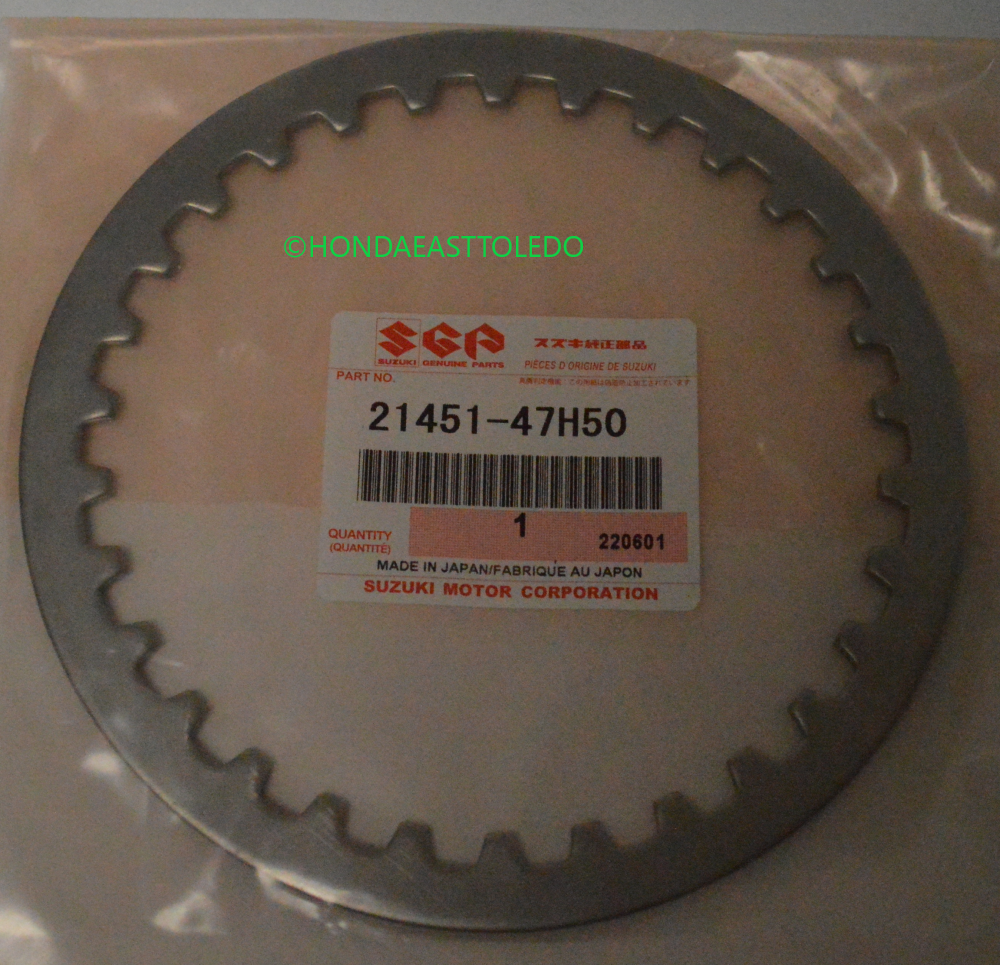 ©HONDAEASTTOLEDO
SGP
SUZUKI GENUINE PARTS
スズキ純正部品
PIÈCES D'ORIGINE DE SUZUKI
PART NO.
21451-47H50
QUANTITY
(QUANTITÉ)
1
220601
MADE IN JAPAN/FABRIQUÉ AU JAPON
SUZUKI MOTOR CORPORATION